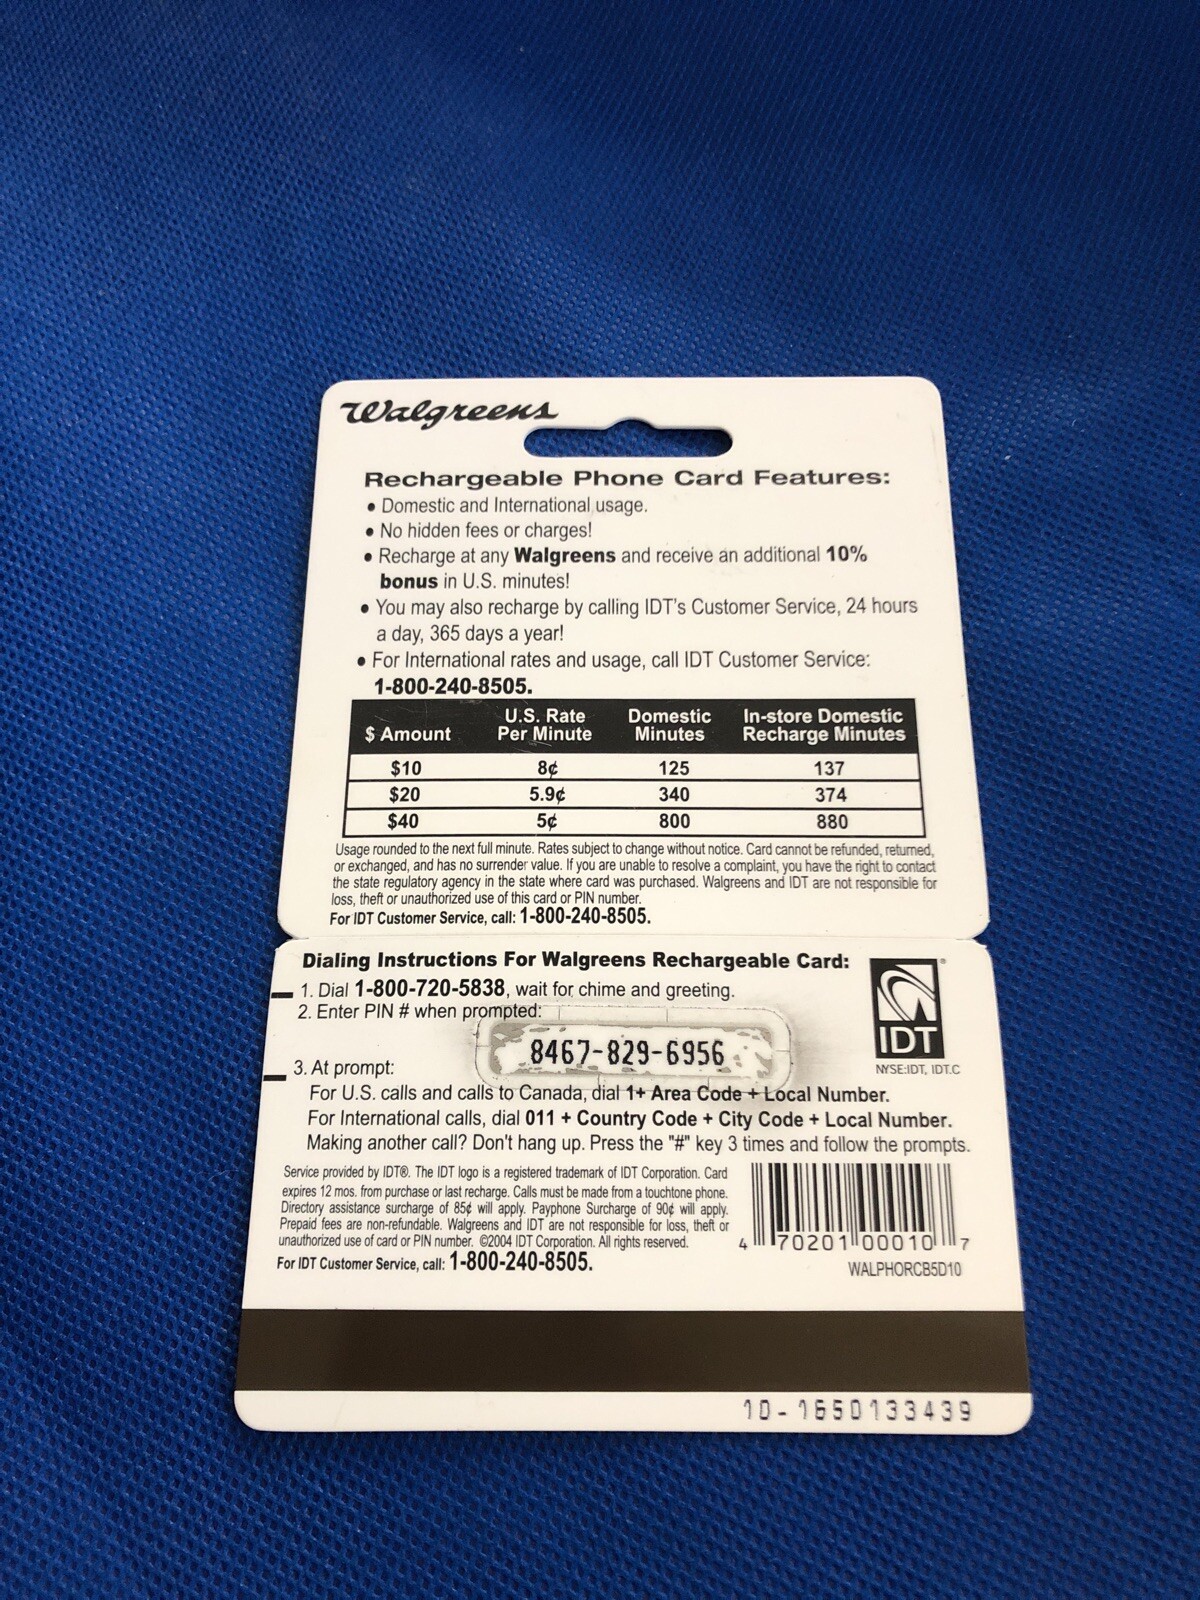 Walgreens
Rechargeable Phone Card Features:
• Domestic and International usage.
• No hidden fees or charges!
• Recharge at any Walgreens and receive an additional 10%
bonus in U.S. minutes!
• You may also recharge by calling IDT's Customer Service, 24 hours
a day, 365 days a year!
• For International rates and usage, call IDT Customer Service:
1-800-240-8505.
$ Amount U.S. Rate Per Minute Domestic Minutes In-store Domestic Recharge Minutes
$10 8¢ 125 137
$20 5.9¢ 340 374
$40 5¢ 800 880
Usage rounded to the next full minute. Rates subject to change without notice. Card cannot be refunded, returned,
or exchanged, and has no surrender value. If you are unable to resolve a complaint, you have the right to contact
the state regulatory agency in the state where card was purchased. Walgreens and IDT are not responsible for
loss, theft or unauthorized use of this card or PIN number.
For IDT Customer Service, call: 1-800-240-8505.
Dialing Instructions For Walgreens Rechargeable Card:
1. Dial 1-800-720-5838, wait for chime and greeting.
2. Enter PIN # when prompted:
8467-829-6956
IDT®
NYSE:IDT, IDT.C
3. At prompt:
For U.S. calls and calls to Canada, dial 1+ Area Code + Local Number.
For International calls, dial 011 + Country Code + City Code + Local Number.
Making another call? Don't hang up. Press the "#" key 3 times and follow the prompts.
Service provided by IDT®. The IDT logo is a registered trademark of IDT Corporation. Card
expires 12 mos. from purchase or last recharge. Calls must be made from a touchtone phone.
Directory assistance surcharge of 85¢ will apply. Payphone Surcharge of 90¢ will apply.
Prepaid fees are non-refundable. Walgreens and IDT are not responsible for loss, theft or
unauthorized use of card or PIN number. ©2004 IDT Corporation. All rights reserved.
For IDT Customer Service, call: 1-800-240-8505.
4 70201 00010 7
WALPHORCB5D10
10-1650133439